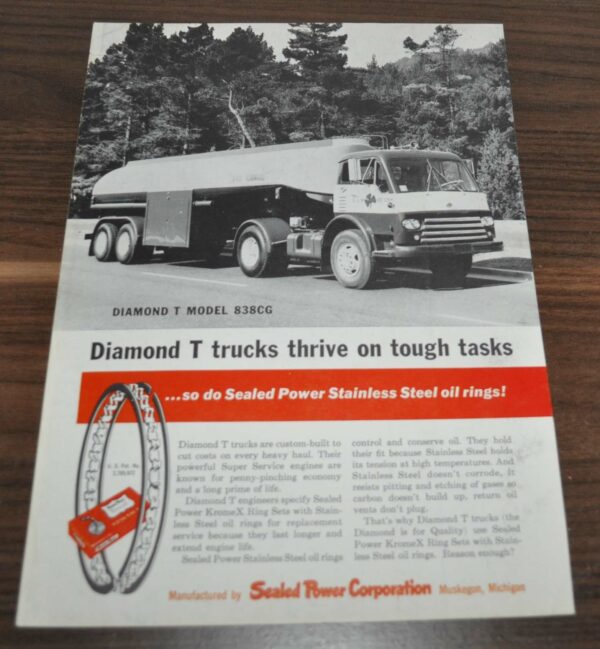 DIAMOND T MODEL 838CG
Diamond T trucks thrive on tough tasks
...so do Sealed Power Stainless Steel oil rings!
U. S. Pat. No.
Diamond T trucks are custom-built to
cut costs on every heavy haul. Their
powerful Super Service engines are
known for penny-pinching economy
and a long prime of life.
Diamond T engineers specify Sealed
Power KromeX Ring Sets with Stain-
less Steel oil rings for replacement
service because they last longer and
extend engine life.
Sealed Power Stainless Steel oil rings
control and conserve oil. They hold
their fit because Stainless Steel holds
its tension at high temperatures. And
Stainless Steel doesn't corrode, it
resists pitting and etching of gases so
carbon doesn't build up, return oil
vents don't plug.
That's why Diamond T trucks (the
Diamond is for Quality) use Sealed
Power KromeX Ring Sets with Stain-
less Steel oil rings. Reason enough?
Manufactured by Sealed Power Corporation Muskegon, Michigan